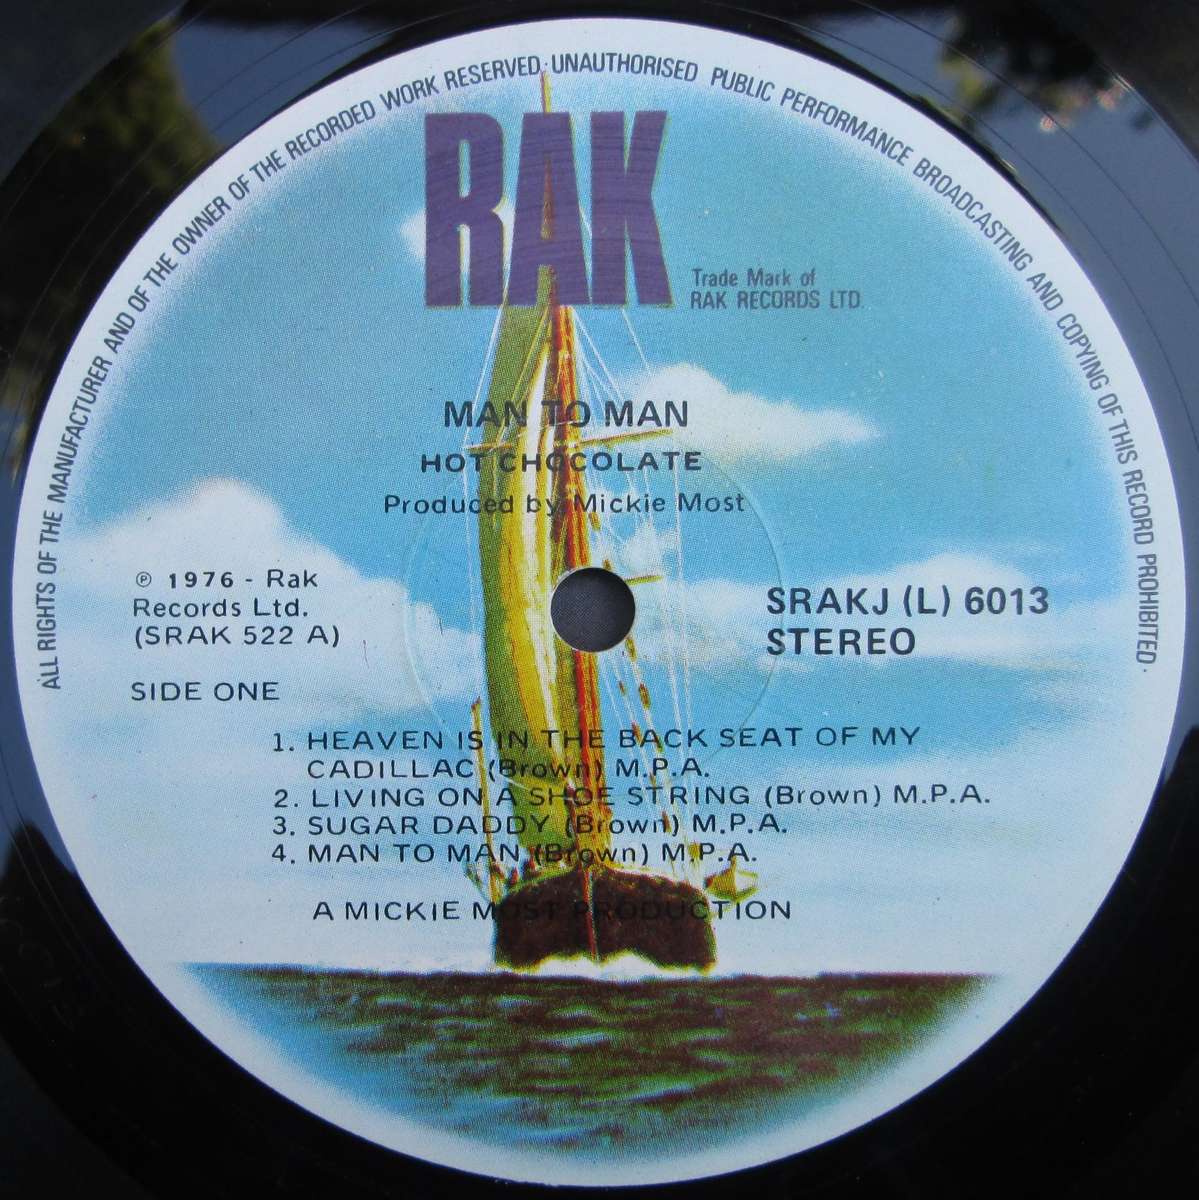 ALL RIGHTS OF THE MANUFACTURER AND OF THE OWNER OF THE RECORDED WORK RESERVED·UNAUTHORISED PUBLIC PERFORMANCE BROADCASTING AND COPYING OF THIS RECORD PROHIBITED·
RAK
Trade Mark of
RAK RECORDS LTD.
MAN TO MAN
HOT CHOCOLATE
Produced by Mickie Most
℗ 1976 - Rak
Records Ltd.
(SRAK 522 A)
SRAKJ (L) 6013
STEREO
SIDE ONE
1. HEAVEN IS IN THE BACK SEAT OF MY
CADILLAC (Brown) M.P.A.
2. LIVING ON A SHOE STRING (Brown) M.P.A.
3. SUGAR DADDY (Brown) M.P.A.
4. MAN TO MAN (Brown) M.P.A.
A MICKIE MOST PRODUCTION